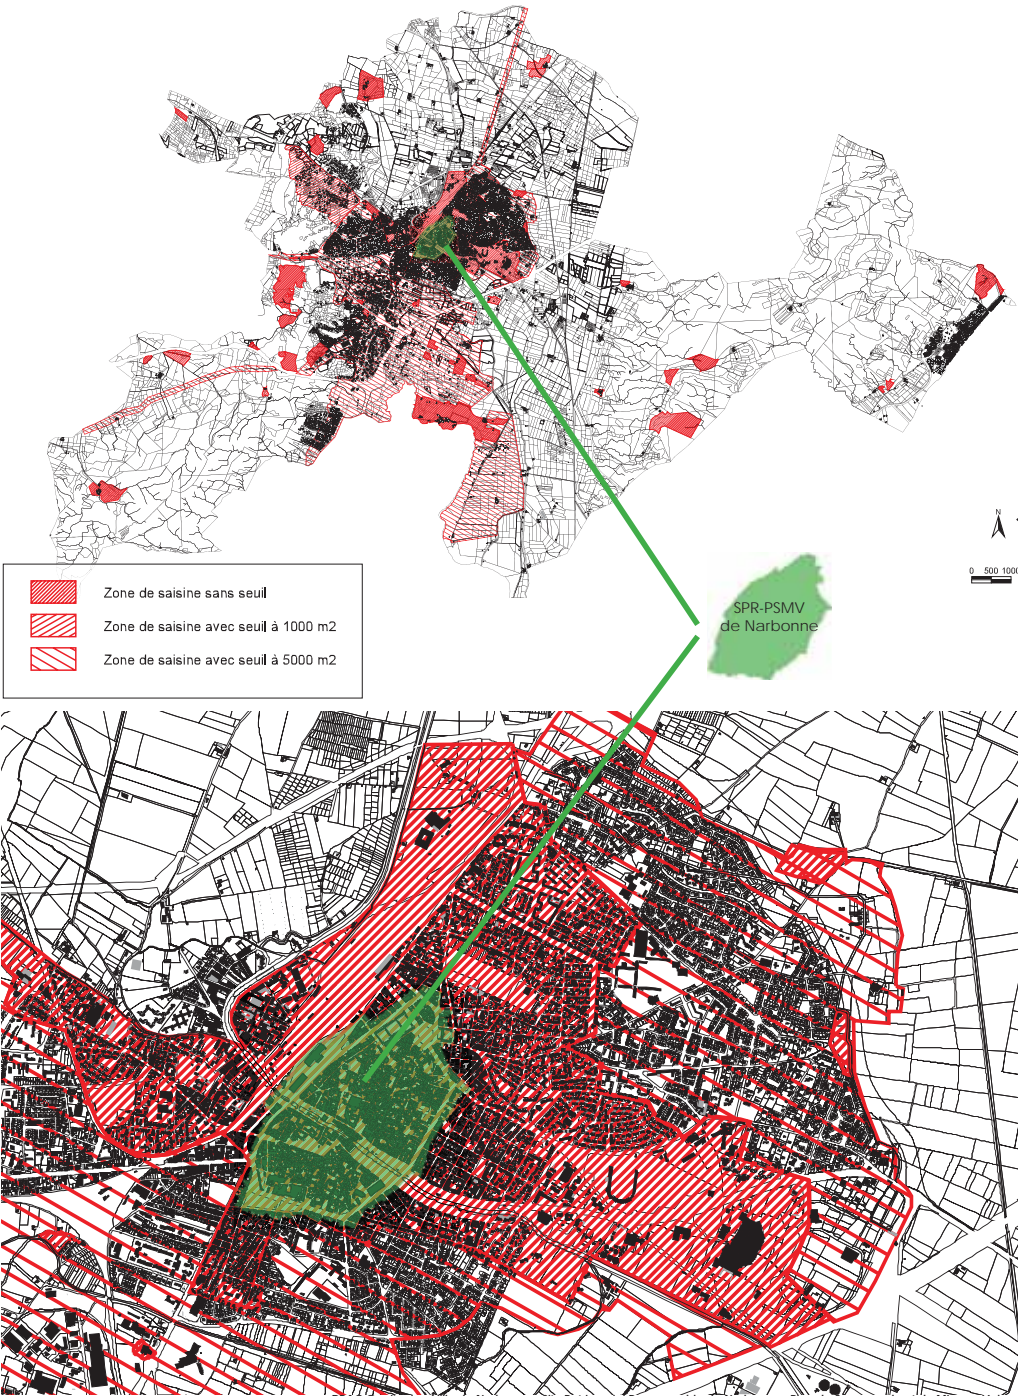 N
0 500 1000
Zone de saisine sans seuil
Zone de saisine avec seuil à 1000 m2
Zone de saisine avec seuil à 5000 m2
SPR-PSMV
de Narbonne